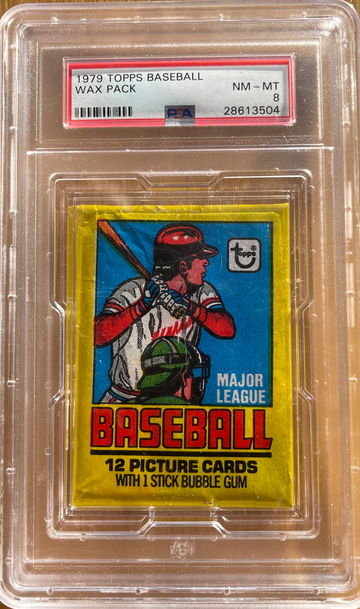 1979 TOPPS BASEBALL
WAX PACK
NM - MT
8
PSA
28613504
topps
MAJOR
LEAGUE
BASEBALL
12 PICTURE CARDS
WITH 1 STICK BUBBLE GUM